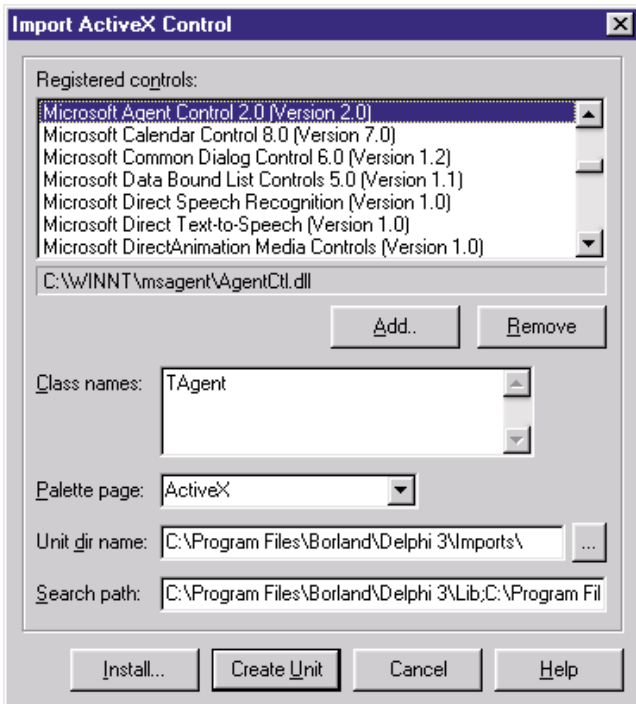 Import ActiveX Control
Registered controls:
Microsoft Agent Control 2.0 (Version 2.0)
Microsoft Calendar Control 8.0 (Version 7.0)
Microsoft Common Dialog Control 6.0 (Version 1.2)
Microsoft Data Bound List Controls 5.0 (Version 1.1)
Microsoft Direct Speech Recognition (Version 1.0)
Microsoft Direct Text-to-Speech (Version 1.0)
Microsoft DirectAnimation Media Controls (Version 1.0)
C:\WINNT\msagent\AgentCtl.dll
Add.. Remove
Class names: TAgent
Palette page: ActiveX
Unit dir name: C:\Program Files\Borland\Delphi 3\Imports\ ...
Search path: C:\Program Files\Borland\Delphi 3\Lib;C:\Program Fil
Install... Create Unit Cancel Help